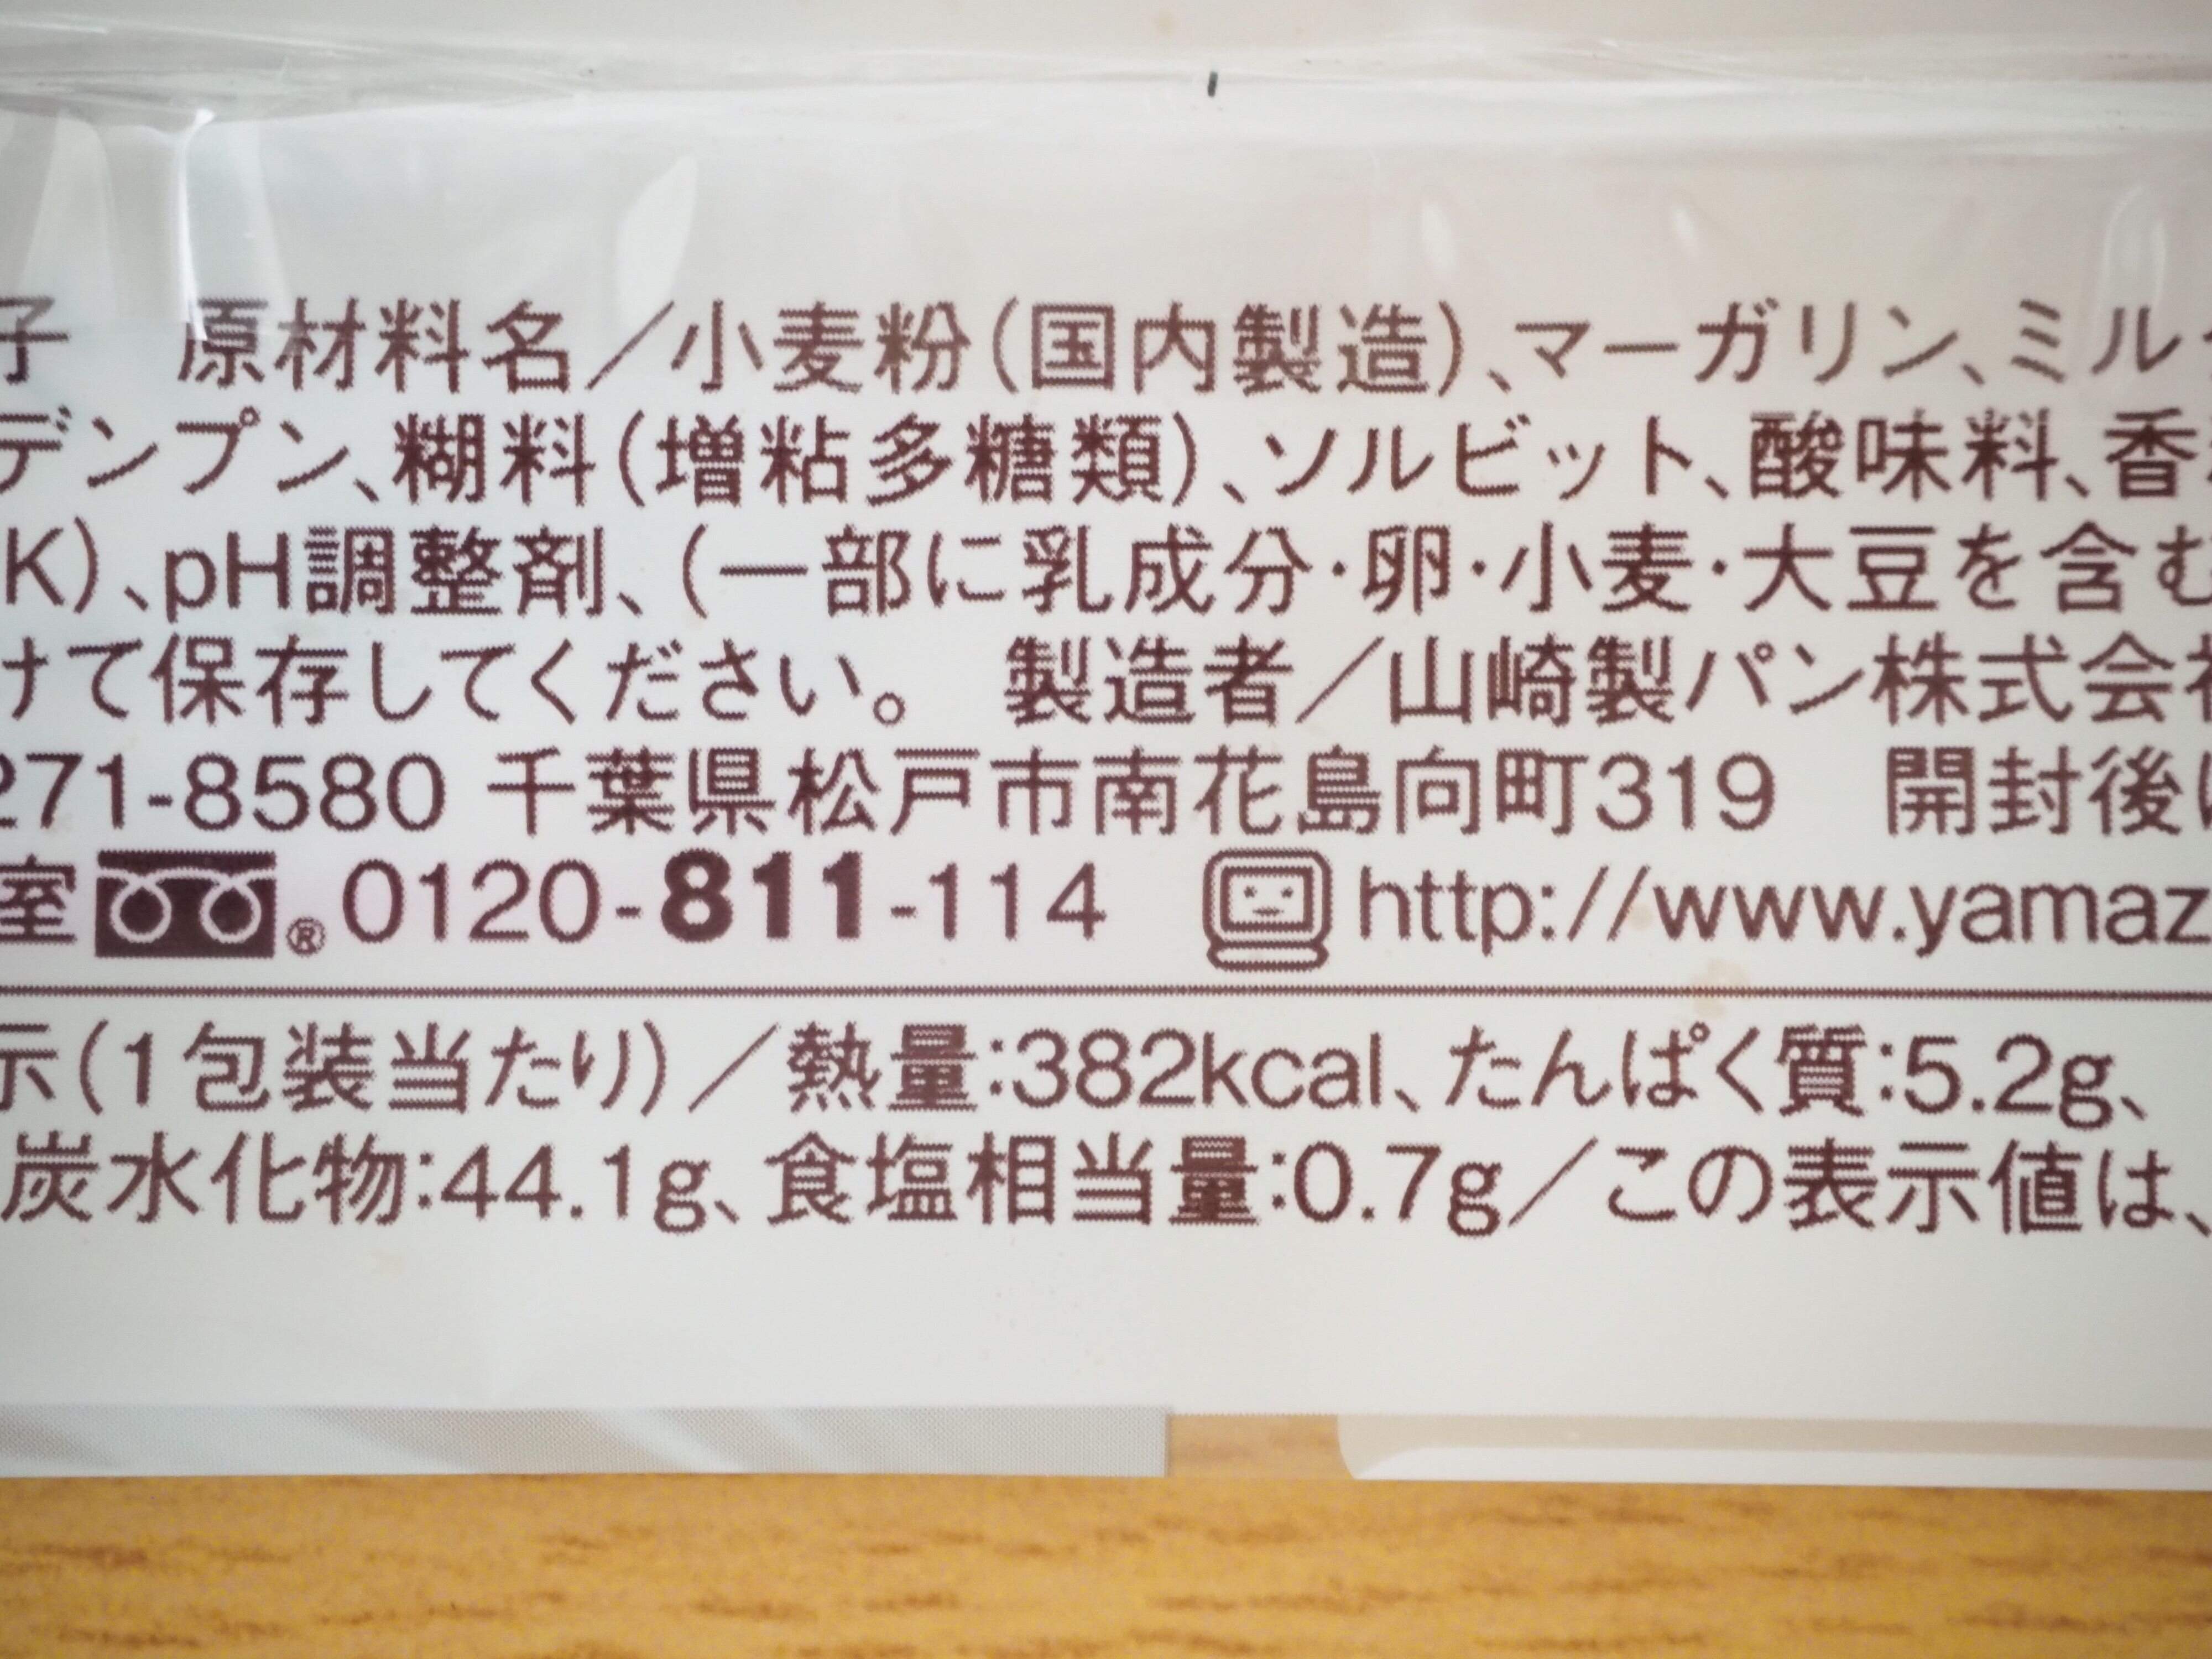 子 原材料名／小麦粉(国内製造)、マーガリン、ミル
デンプン、糊料(増粘多糖類)、ソルビット、酸味料、香
K)、pH調整剤、(一部に乳成分・卵・小麦・大豆を含む
けて保存してください。 製造者／山崎製パン株式会社
271-8580 千葉県松戸市南花島向町319 開封後は
室 ® 0120-811-114 http://www.yamaz
示(1包装当たり)／熱量:382kcal、たんぱく質:5.2g、
炭水化物:44.1g、食塩相当量:0.7g／この表示値は、